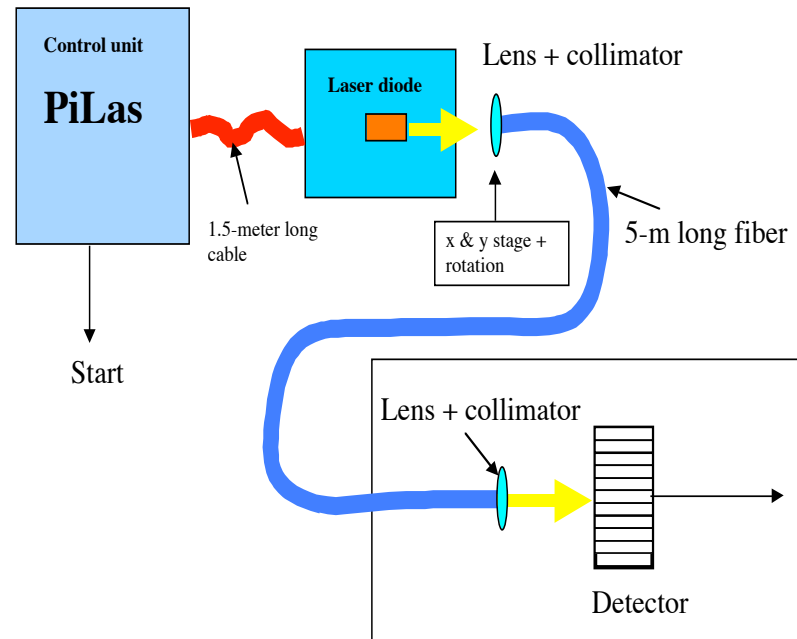 Control unit
PiLas
Laser diode
Lens + collimator
1.5-meter long
cable
x & y stage +
rotation
5-m long fiber
Start
Lens + collimator
Detector